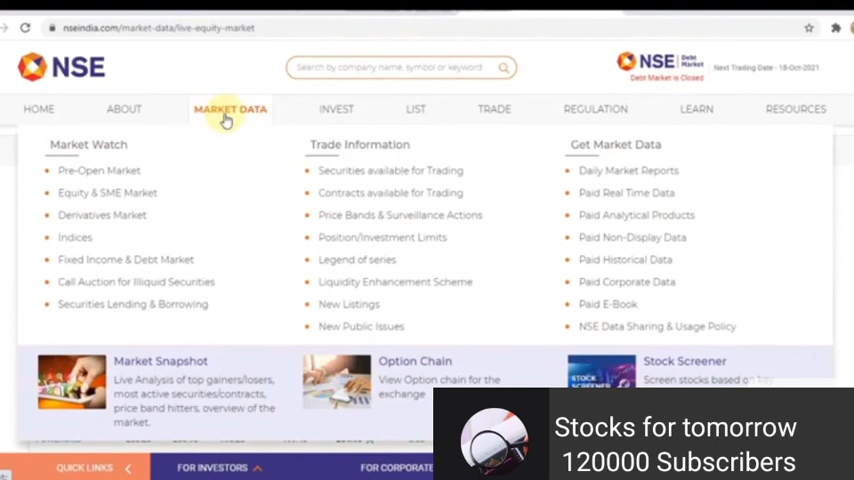 nseindia.com/market-data/live-equity-market
NSE
Search by company name, symbol or keyword
NSE Debt Market
Debt Market is Closed
Next Trading Date - 18-Oct-2021
HOME ABOUT MARKET DATA INVEST LIST TRADE REGULATION LEARN RESOURCES
Market Watch
Pre-Open Market
Equity & SME Market
Derivatives Market
Indices
Fixed Income & Debt Market
Call Auction for Illiquid Securities
Securities Lending & Borrowing
Trade Information
Securities available for Trading
Contracts available for Trading
Price Bands & Surveillance Actions
Position/Investment Limits
Legend of series
Liquidity Enhancement Scheme
New Listings
New Public Issues
Get Market Data
Daily Market Reports
Paid Real Time Data
Paid Analytical Products
Paid Non-Display Data
Paid Historical Data
Paid Corporate Data
Paid E-Book
NSE Data Sharing & Usage Policy
Market Snapshot
Live Analysis of top gainers/losers,
most active securities/contracts,
price band hitters, overview of the
market.
Option Chain
View Option chain for the
exchange
STOCK
Stock Screener
Screen stocks based on key
QUICK LINKS FOR INVESTORS FOR CORPORATE
Stocks for tomorrow
120000 Subscribers